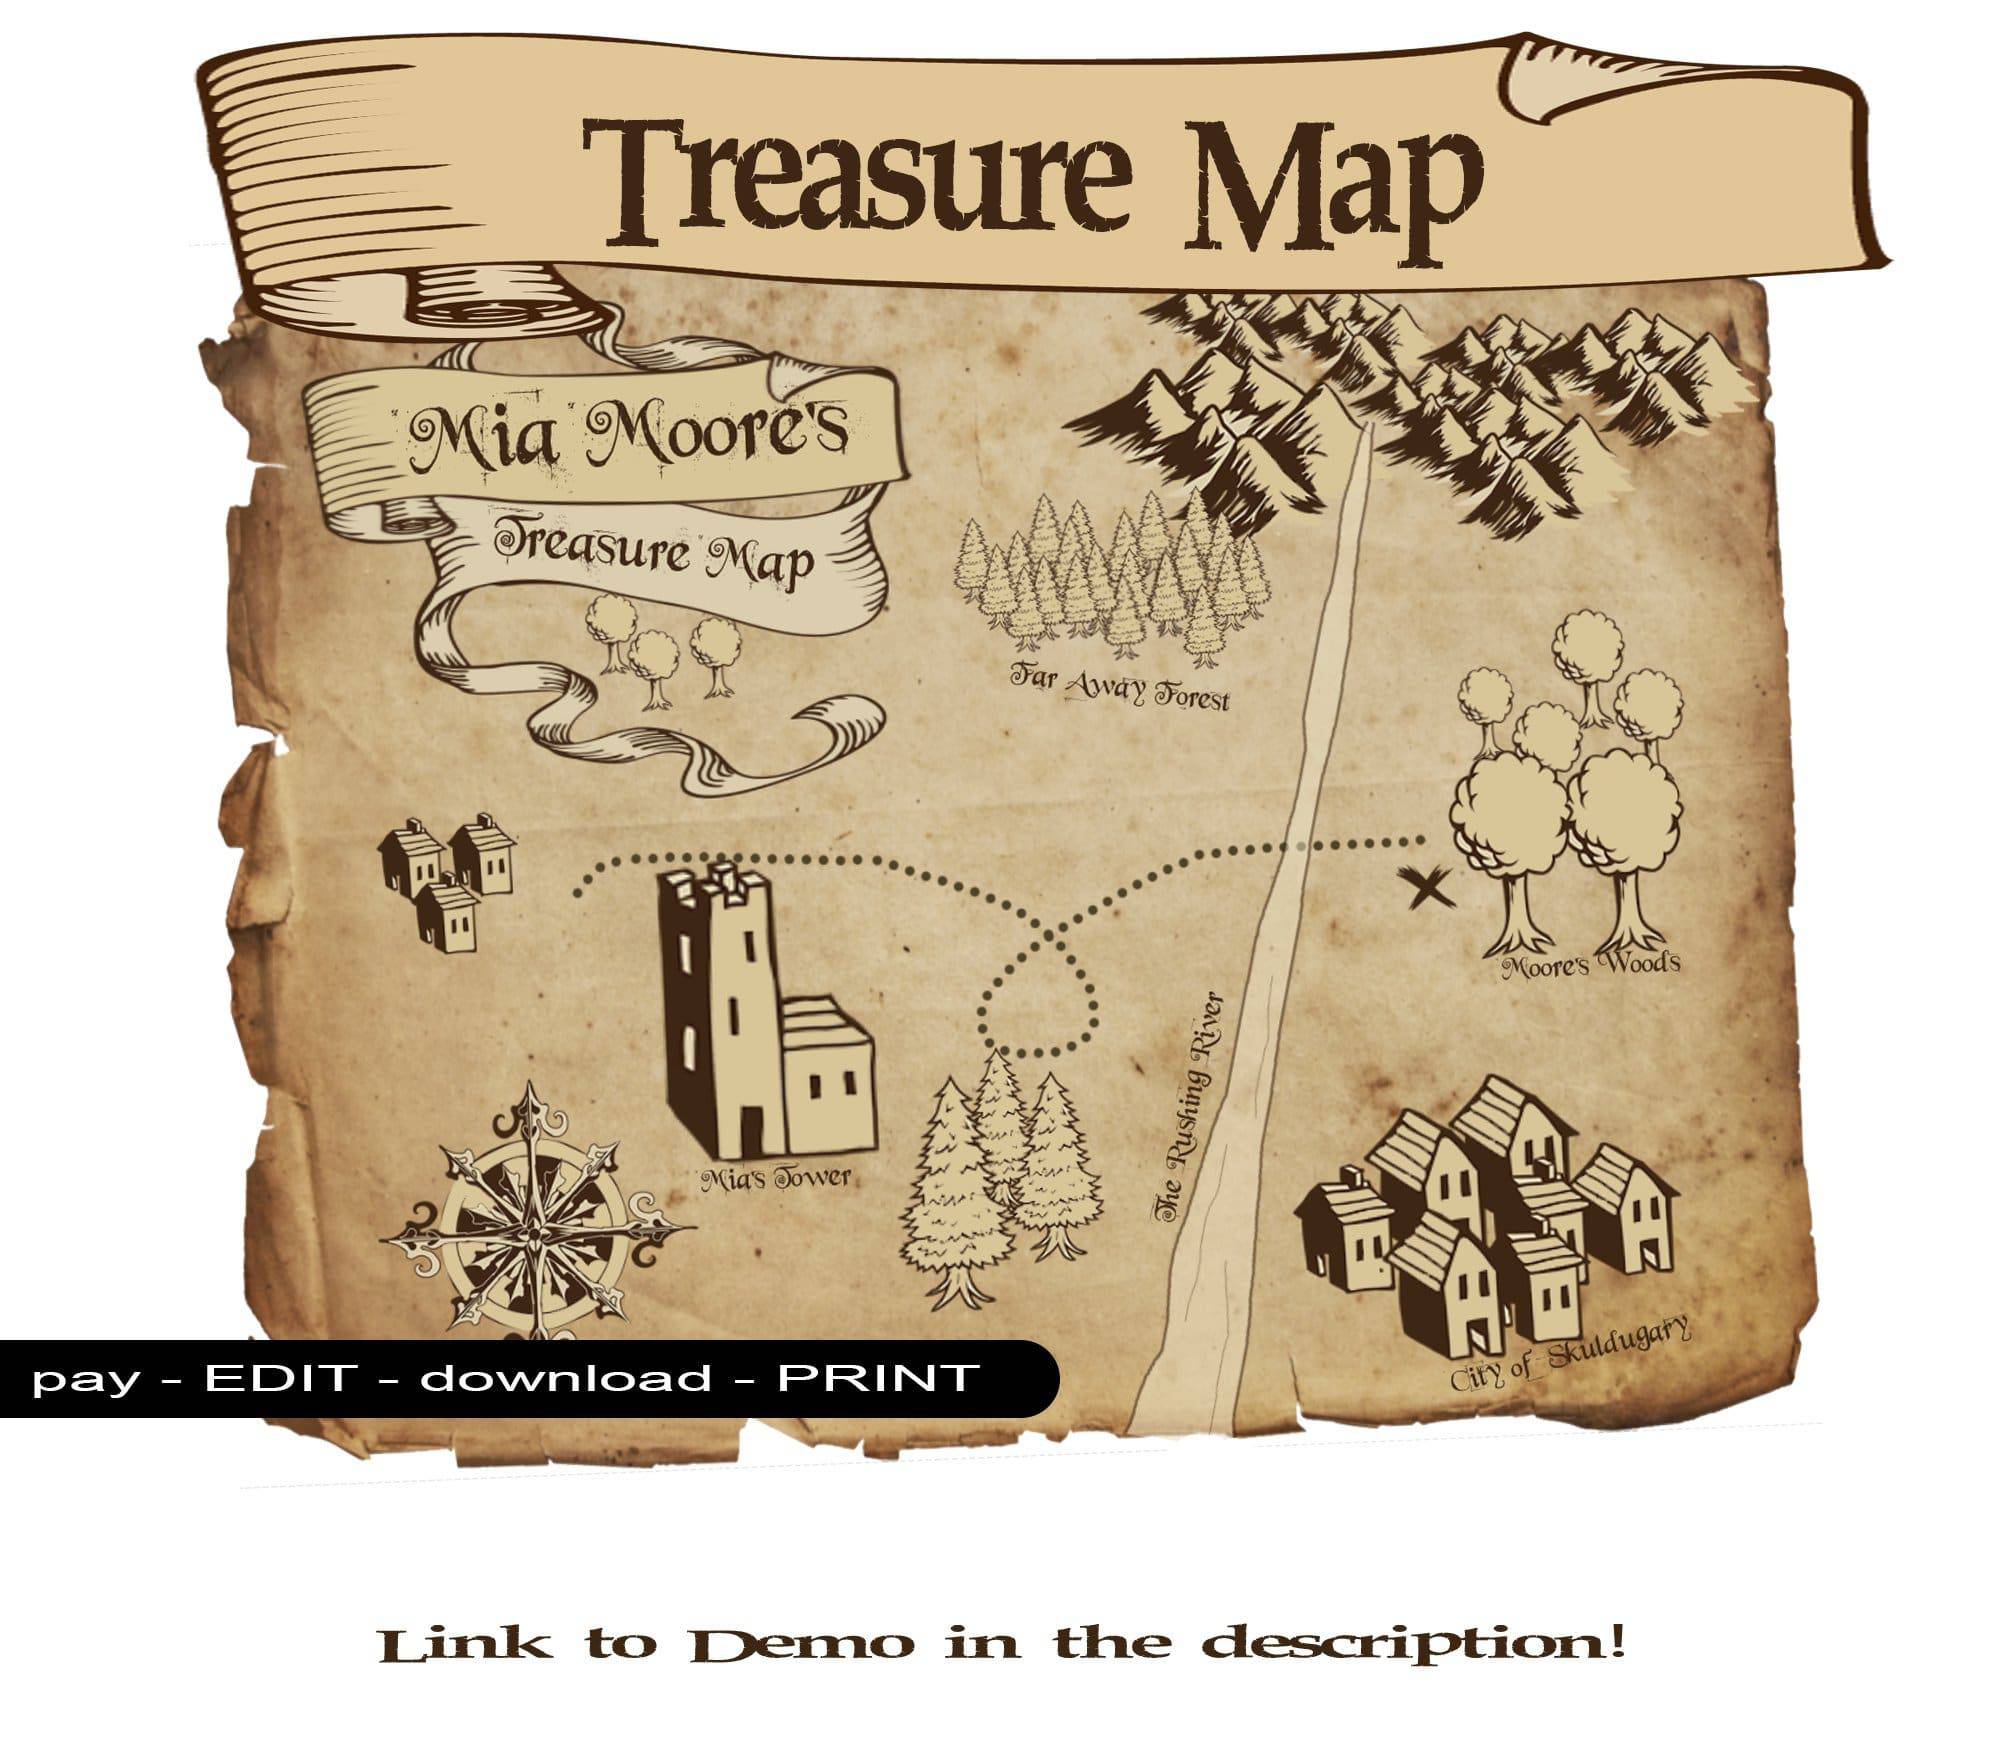 Treasure Map
Mia Moore's
Treasure Map
Far Away Forest
Moore's Woods
The Rushing River
Mia's Tower
City of Skuldugary
pay - EDIT - download - PRINT
Link to Demo in the description!